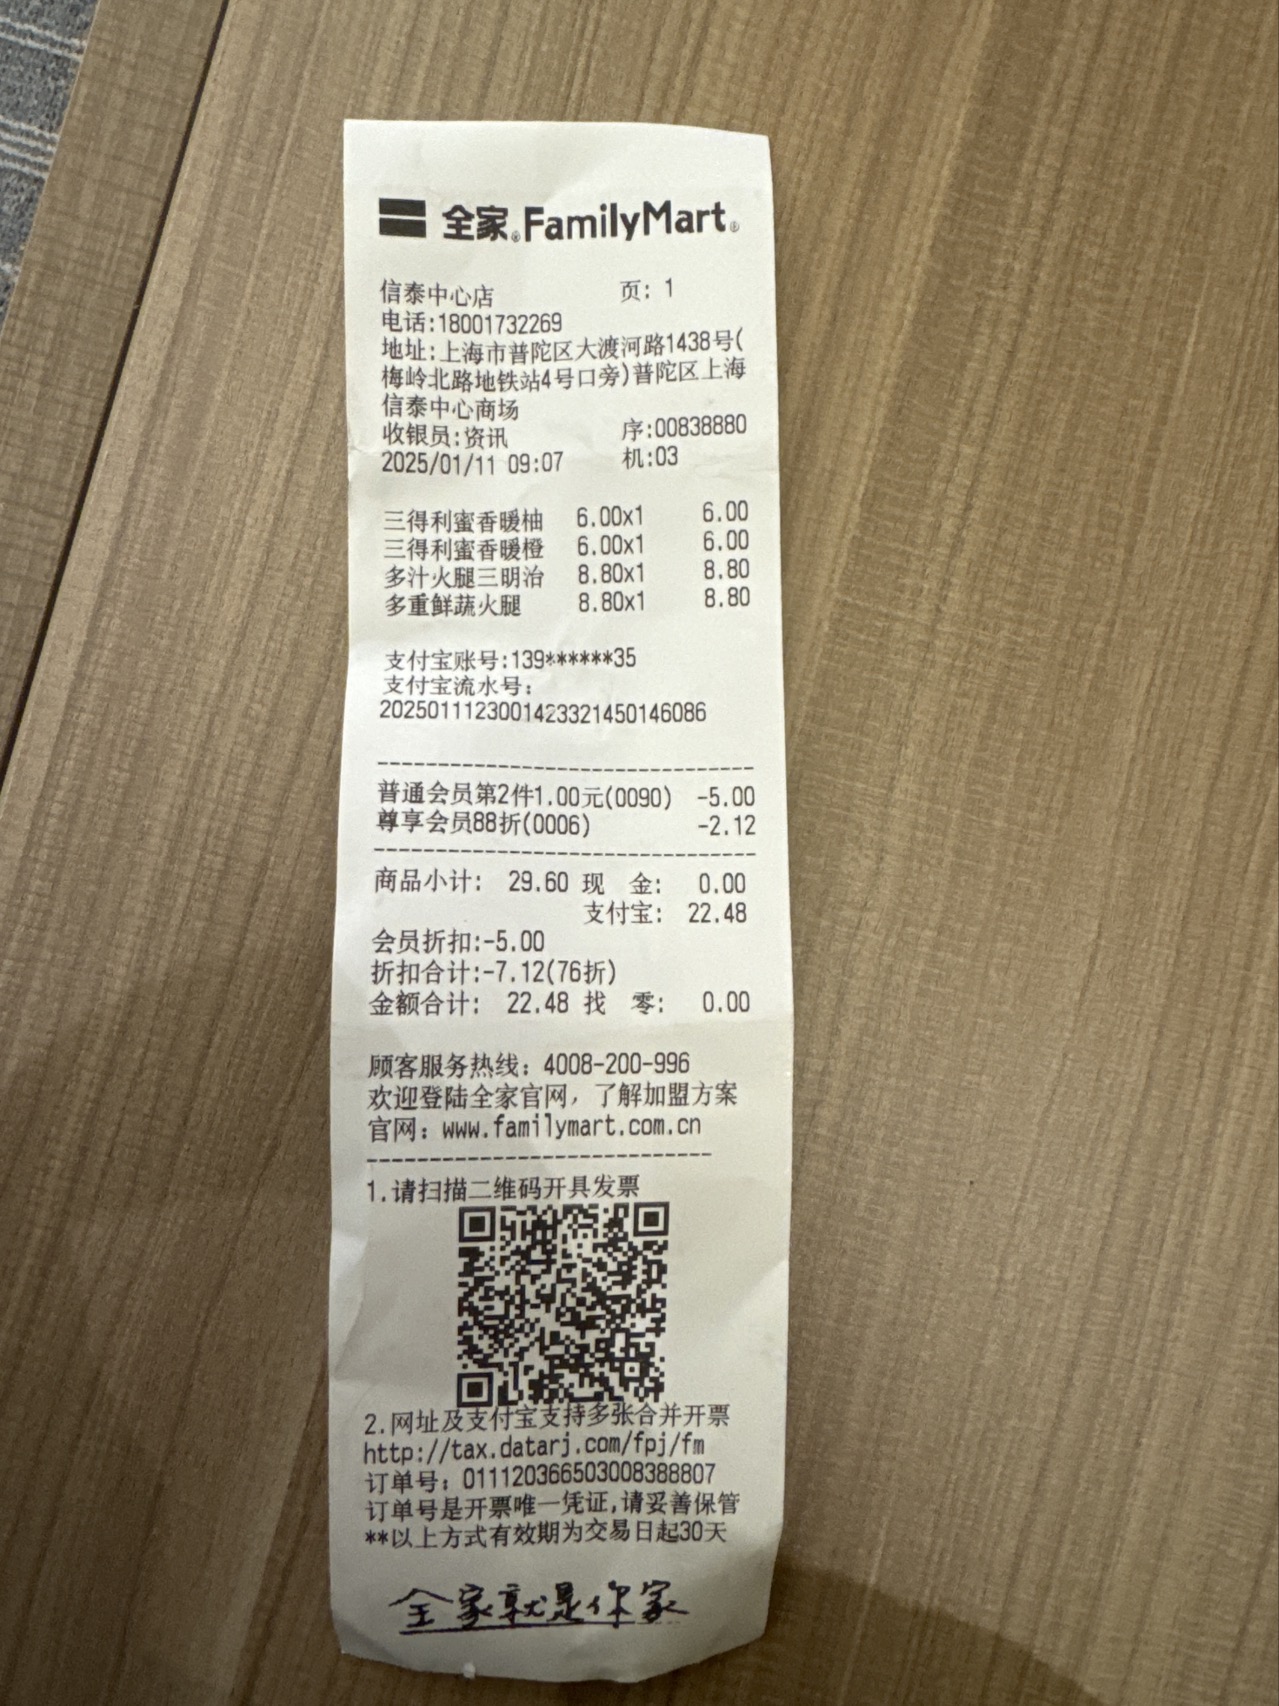 全家 FamilyMart
信泰中心店 页: 1
电话:18001732269
地址:上海市普陀区大渡河路1438号(
梅岭北路地铁站4号口旁)普陀区上海
信泰中心商场
收银员:资讯 序:00838880
2025/01/11 09:07 机:03
三得利蜜香暖柚 6.00x1 6.00
三得利蜜香暖橙 6.00x1 6.00
多汁火腿三明治 8.80x1 8.80
多重鲜蔬火腿 8.80x1 8.80
支付宝账号:139******35
支付宝流水号:
2025011123001423321450146086
普通会员第2件1.00元(0090) -5.00
尊享会员88折(0006) -2.12
商品小计: 29.60 现 金: 0.00
支付宝: 22.48
会员折扣:-5.00
折扣合计:-7.12(76折)
金额合计: 22.48 找 零: 0.00
顾客服务热线: 4008-200-996
欢迎登陆全家官网, 了解加盟方案
官网: www.familymart.com.cn
1.请扫描二维码开具发票
2.网址及支付宝支持多张合并开票
http://tax.datarj.com/fpj/fm
订单号: 011120366503008388807
订单号是开票唯一凭证,请妥善保管
**以上方式有效期为交易日起30天
全家就是你家